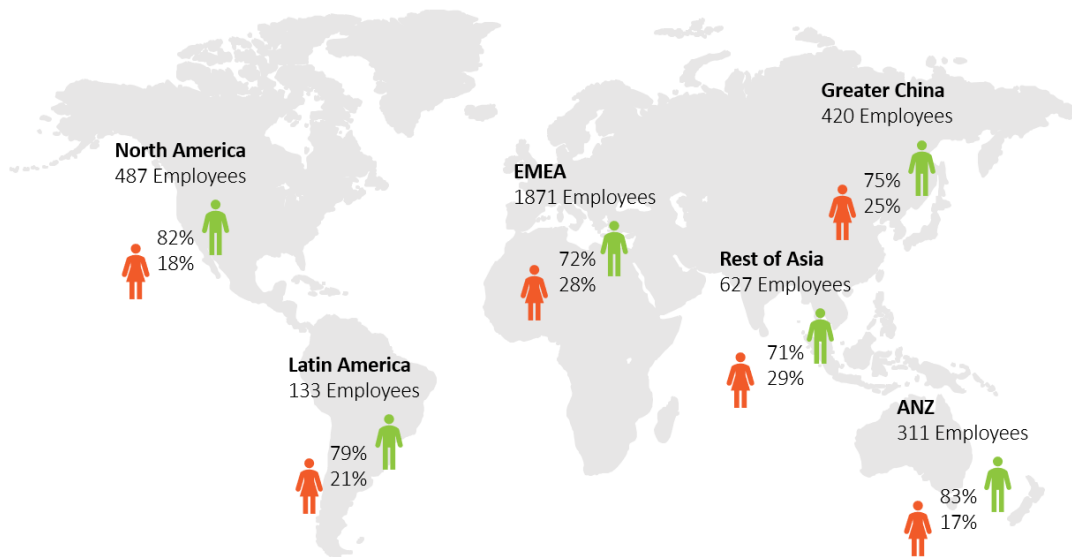 Greater China
420 Employees
75%
25%
North America
487 Employees
82%
18%
EMEA
1871 Employees
72%
28%
Rest of Asia
627 Employees
71%
29%
Latin America
133 Employees
79%
21%
ANZ
311 Employees
83%
17%